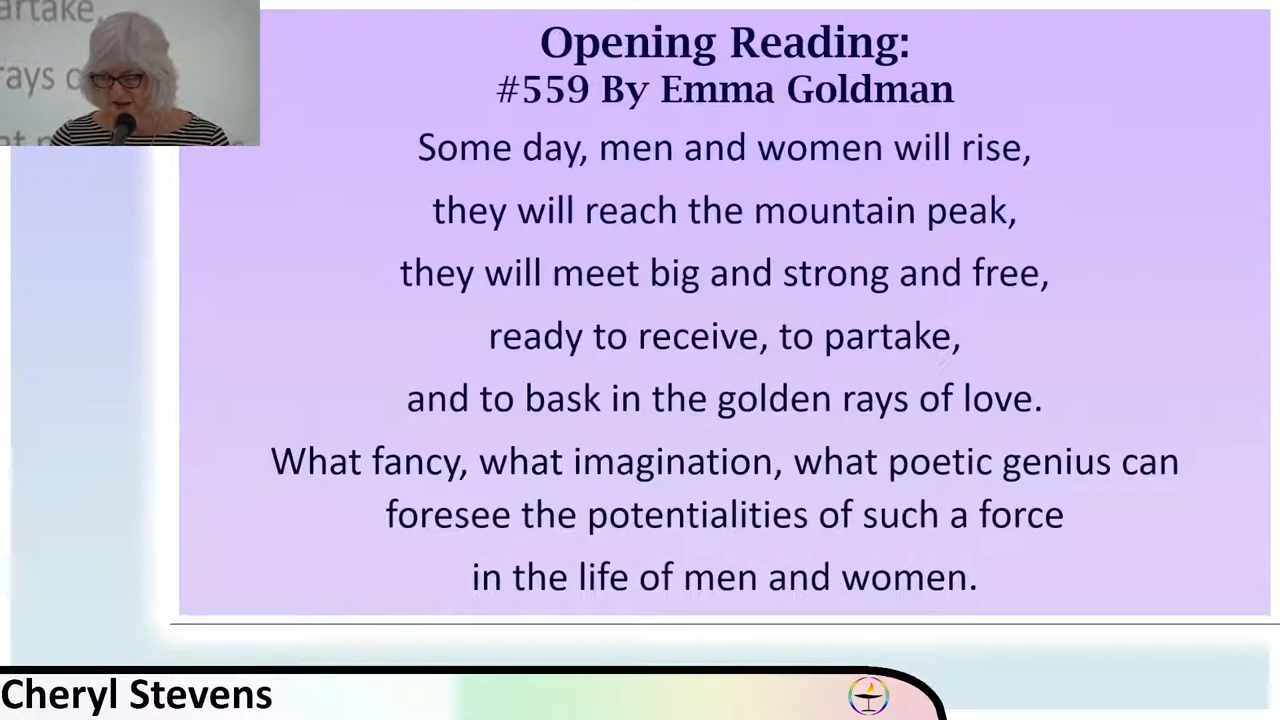 artake,
rays o
at
Opening Reading:
#559 By Emma Goldman
Some day, men and women will rise,
they will reach the mountain peak,
they will meet big and strong and free,
ready to receive, to partake,
and to bask in the golden rays of love.
What fancy, what imagination, what poetic genius can
foresee the potentialities of such a force
in the life of men and women.
Cheryl Stevens